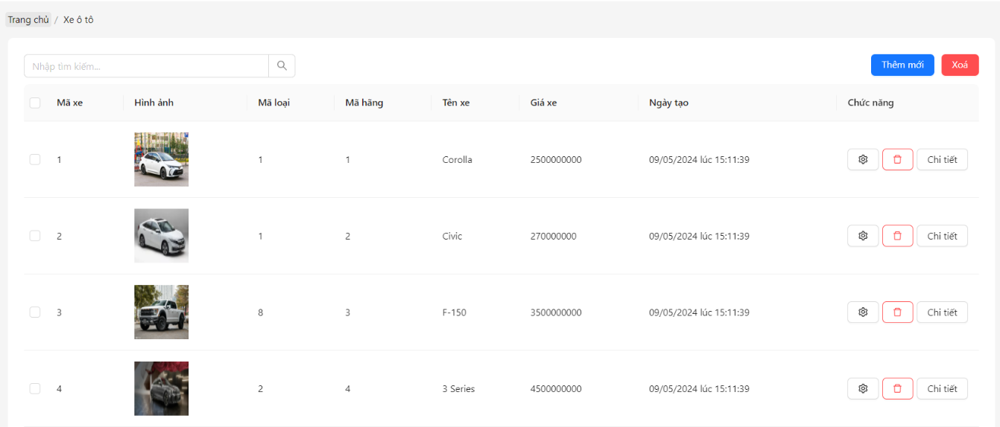 Trang chủ / Xe ô tô
Nhập tìm kiếm...
Thêm mới Xoá
Mã xe Hình ảnh Mã loại Mã hãng Tên xe Giá xe Ngày tạo Chức năng
1 1 1 Corolla 2500000000 09/05/2024 lúc 15:11:39 Chi tiết
2 1 2 Civic 270000000 09/05/2024 lúc 15:11:39 Chi tiết
3 8 3 F-150 3500000000 09/05/2024 lúc 15:11:39 Chi tiết
4 2 4 3 Series 4500000000 09/05/2024 lúc 15:11:39 Chi tiết